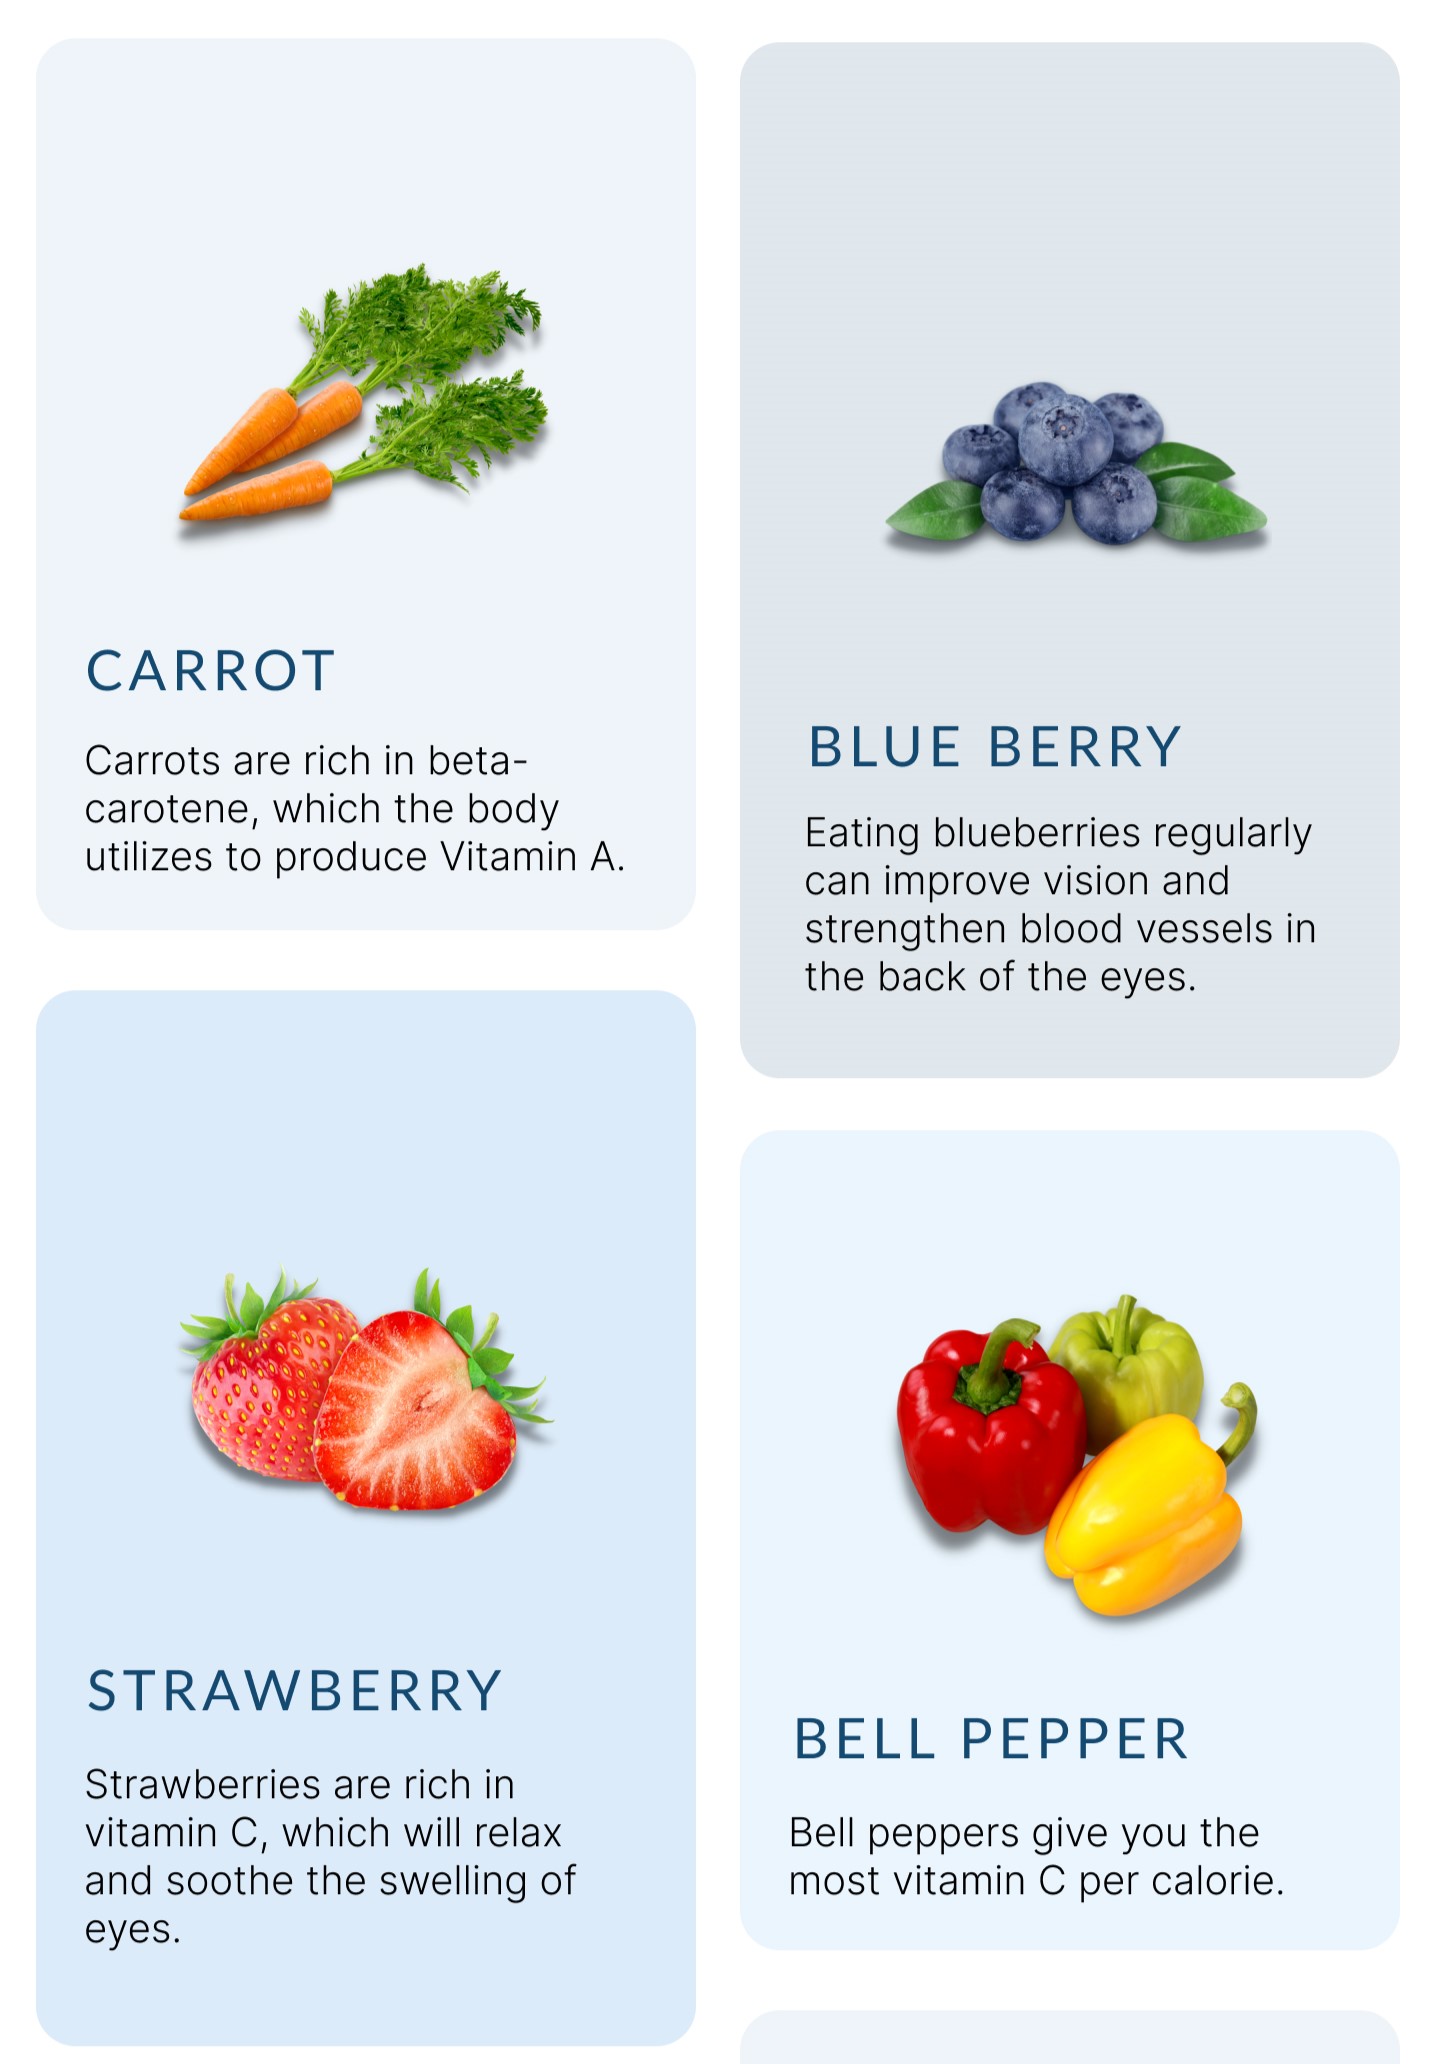 CARROT
Carrots are rich in beta-
carotene, which the body
utilizes to produce Vitamin A.
BLUE BERRY
Eating blueberries regularly
can improve vision and
strengthen blood vessels in
the back of the eyes.
STRAWBERRY
Strawberries are rich in
vitamin C, which will relax
and soothe the swelling of
eyes.
BELL PEPPER
Bell peppers give you the
most vitamin C per calorie.